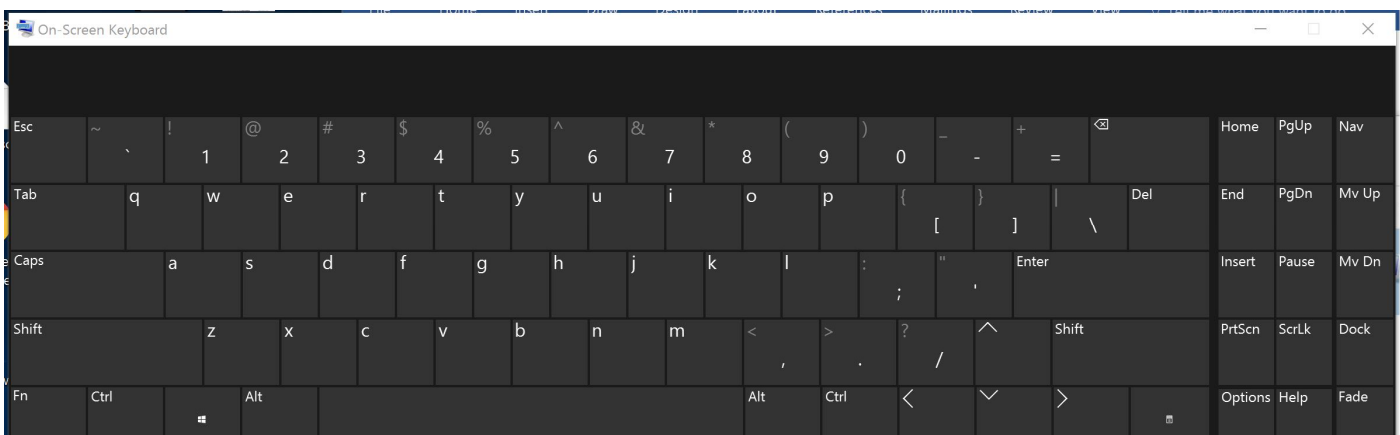 On-Screen Keyboard
Esc ~ ` ! 1 @ 2 # 3 $ 4 % 5 ^ 6 & 7 * 8 ( 9 ) 0 _ - + = Home PgUp Nav
Tab q w e r t y u i o p { [ } ] | \ Del End PgDn Mv Up
Caps a s d f g h j k l : ; " ' Enter Insert Pause Mv Dn
Shift z x c v b n m < , > . ? / Shift PrtScn ScrLk Dock
Fn Ctrl Alt Alt Ctrl Options Help Fade